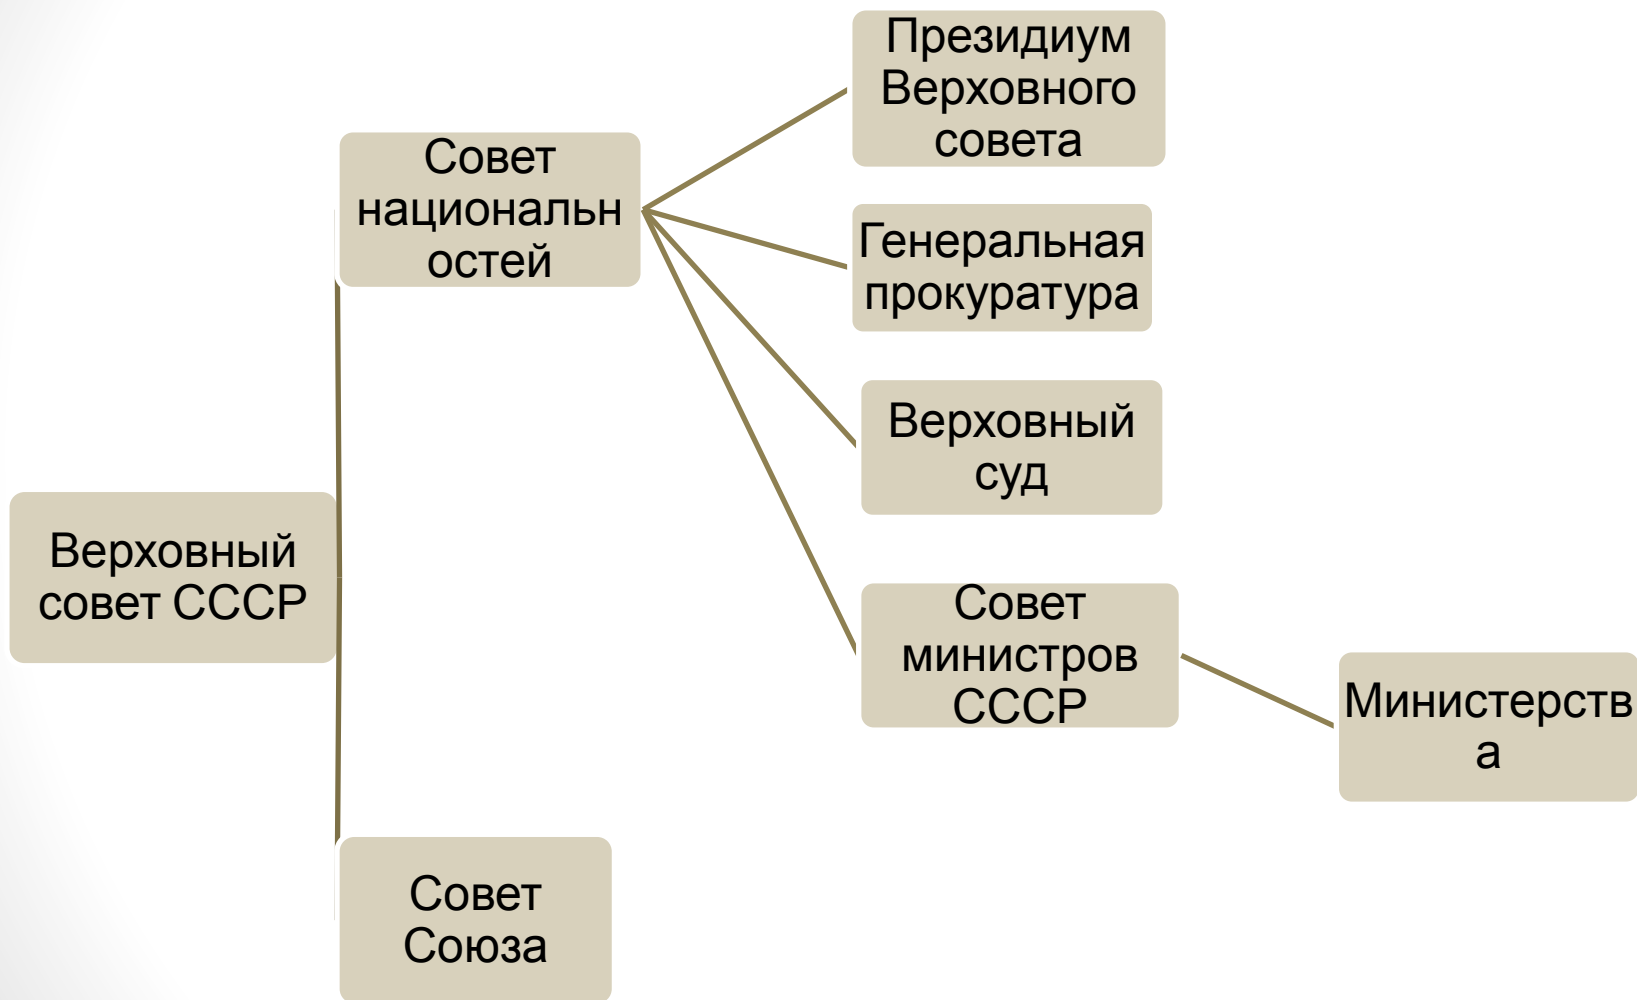 Президиум
Верховного
совета
Совет
национальн
остей
Генеральная
прокуратура
Верховный
суд
Верховный
совет СССР
Совет
министров
СССР
Министерств
а
Совет
Союза